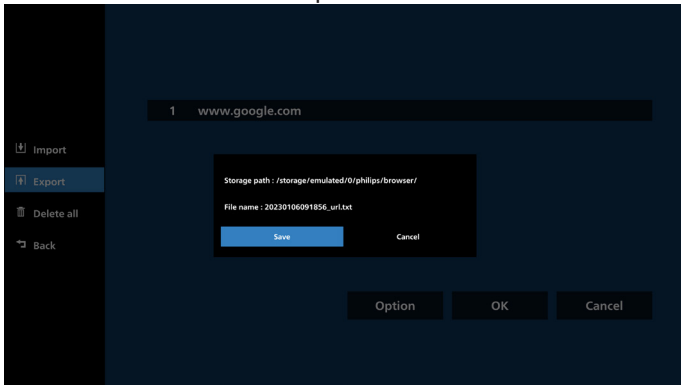 1 www.google.com
Import
Export
Delete all
Back
Storage path : /storage/emulated/0/philips/browser/
File name : 20230106091856_url.txt
Save Cancel
Option OK Cancel